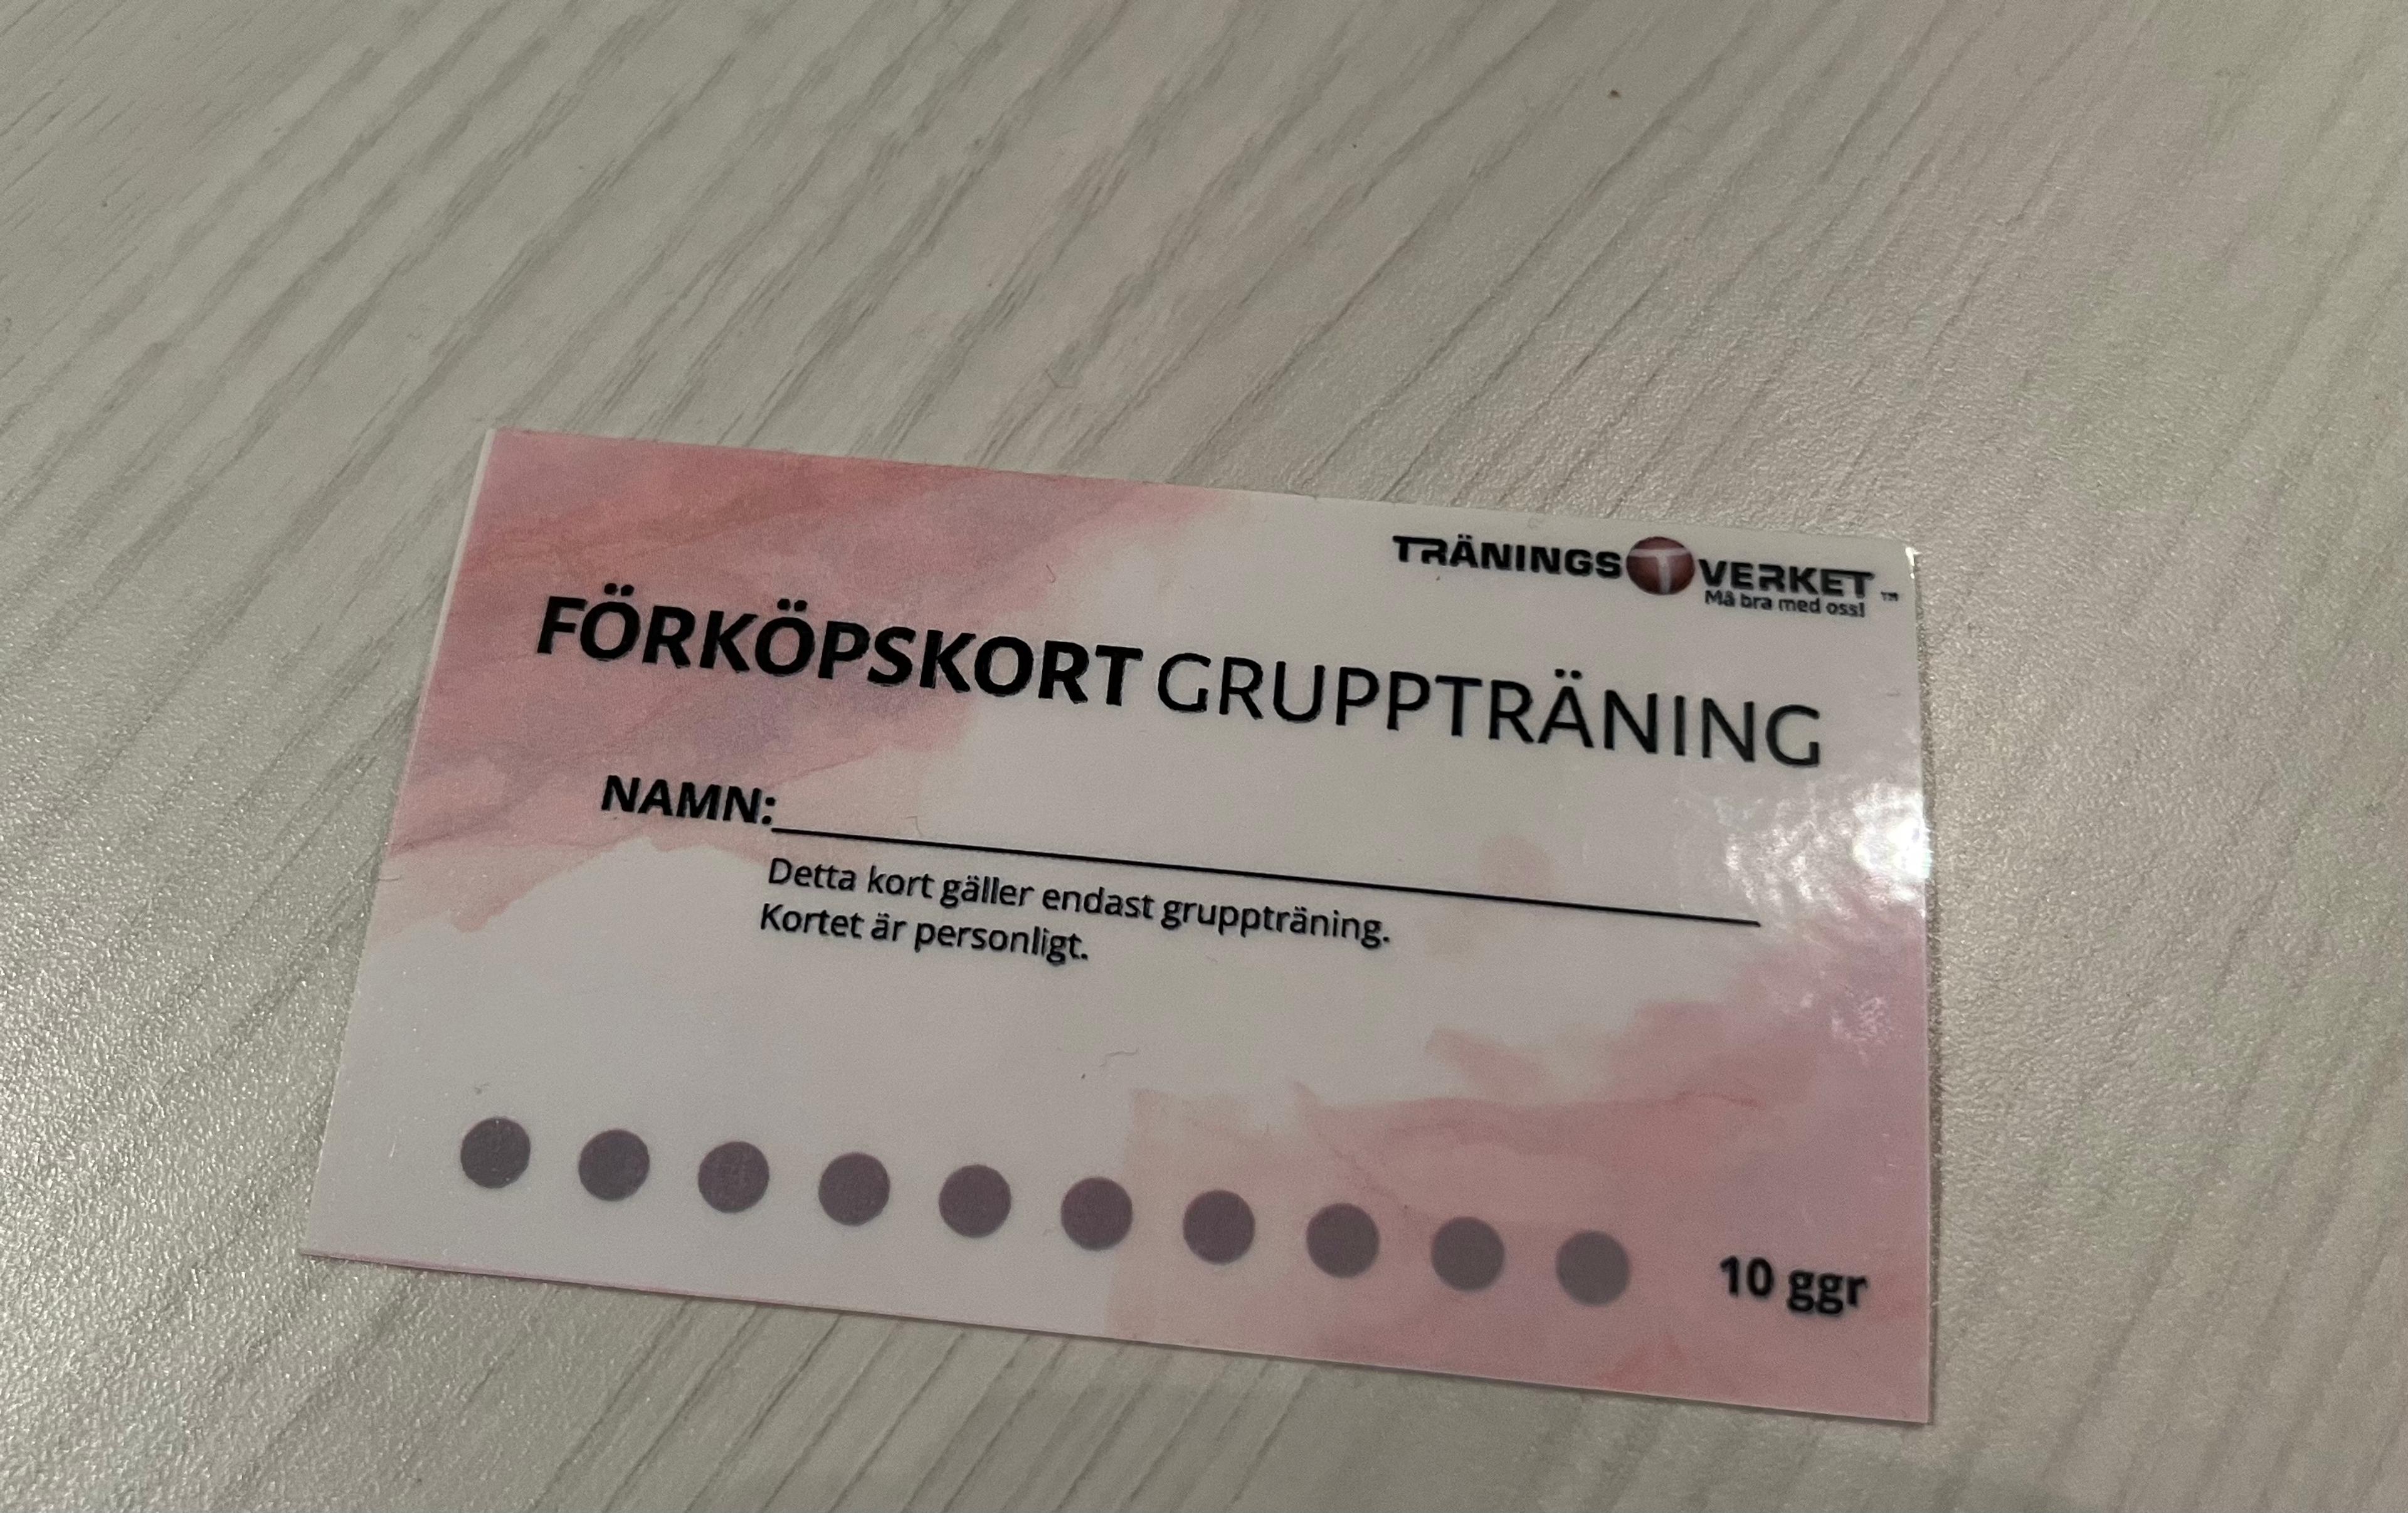 TRÄNINGS T VERKET ™
Må bra med oss!
FÖRKÖPSKORT GRUPPTRÄNING
NAMN:
Detta kort gäller endast gruppträning.
Kortet är personligt.
10 ggr